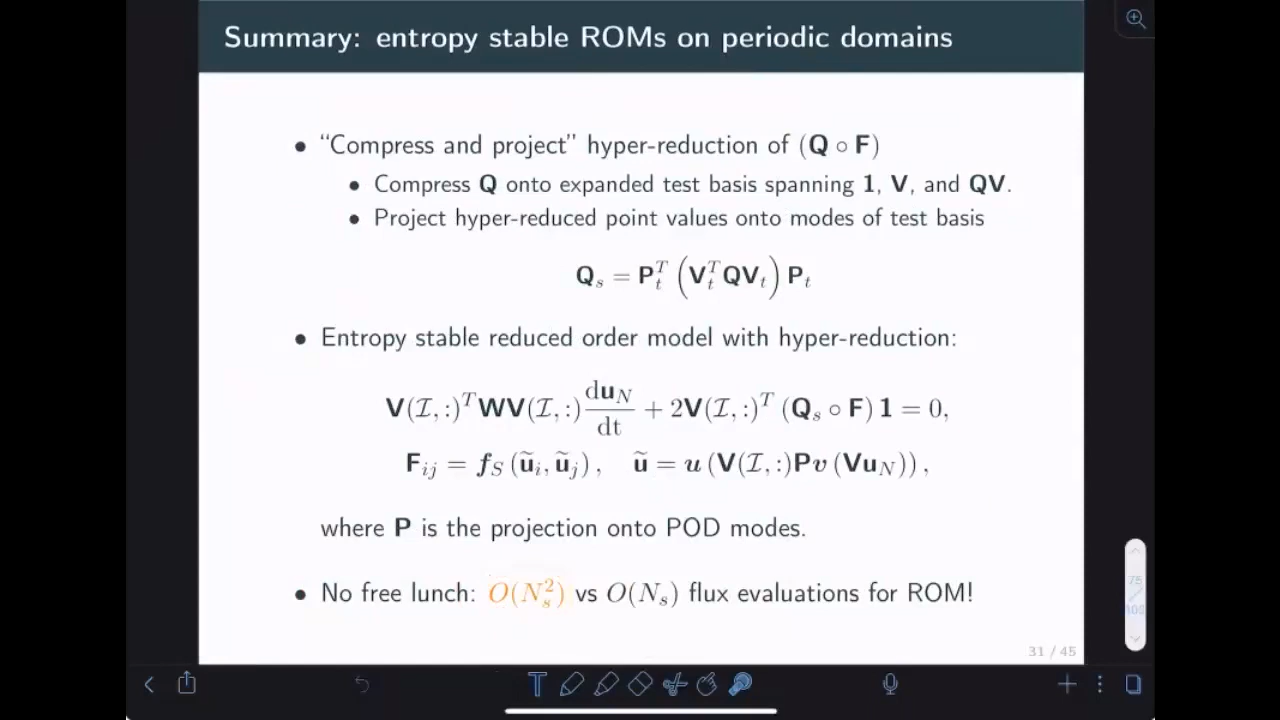 Summary: entropy stable ROMs on periodic domains
• “Compress and project” hyper-reduction of (Q ∘ F)
• Compress Q onto expanded test basis spanning 1, V, and QV.
• Project hyper-reduced point values onto modes of test basis
Q_s = P_t^T (V_t^T Q V_t) P_t
• Entropy stable reduced order model with hyper-reduction:
V(ℐ, :)^T WV(ℐ, :) du_N/dt + 2V(ℐ, :)^T (Q_s ∘ F) 1 = 0,
F_ij = f_S (ũ_i, ũ_j), ũ = u (V(ℐ, :)Pv (Vu_N)),
where P is the projection onto POD modes.
• No free lunch: O(N_s^2) vs O(N_s) flux evaluations for ROM!
31 / 45
75
108
T